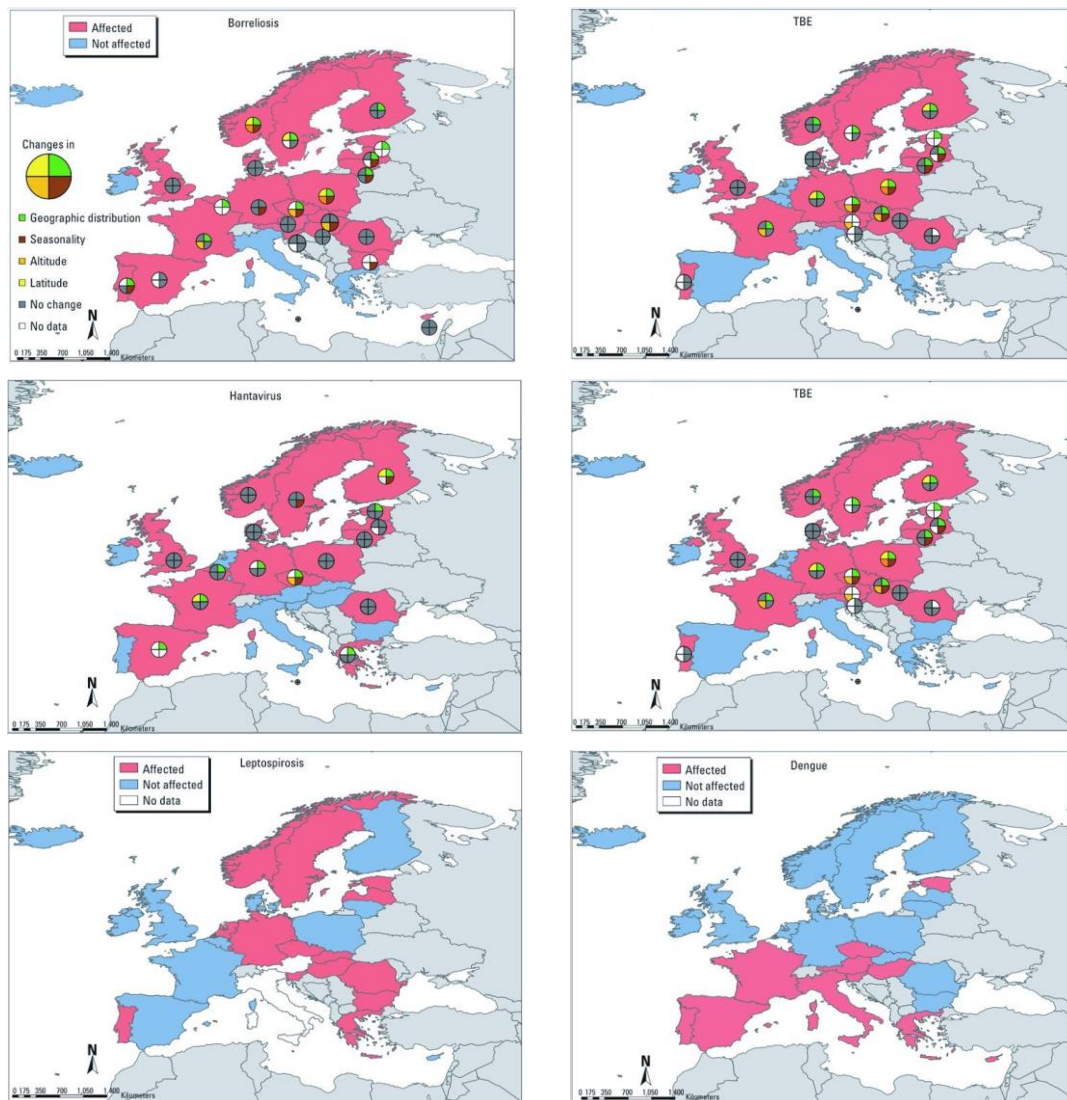 Borreliosis
Affected
Not affected
Changes in
Geographic distribution
Seasonality
Altitude
Latitude
No change
No data
N
0 175 350 700 1,050 1,400
Kilometers
TBE
N
0 175 350 700 1,050 1,400
Kilometers
Hantavirus
N
0 175 350 700 1,050 1,400
Kilometers
TBE
N
0 175 350 700 1,050 1,400
Kilometers
Leptospirosis
Affected
Not affected
No data
N
0 175 350 700 1,050 1,400
Kilometers
Dengue
Affected
Not affected
No data
N
0 175 350 700 1,050 1,400
Kilometers